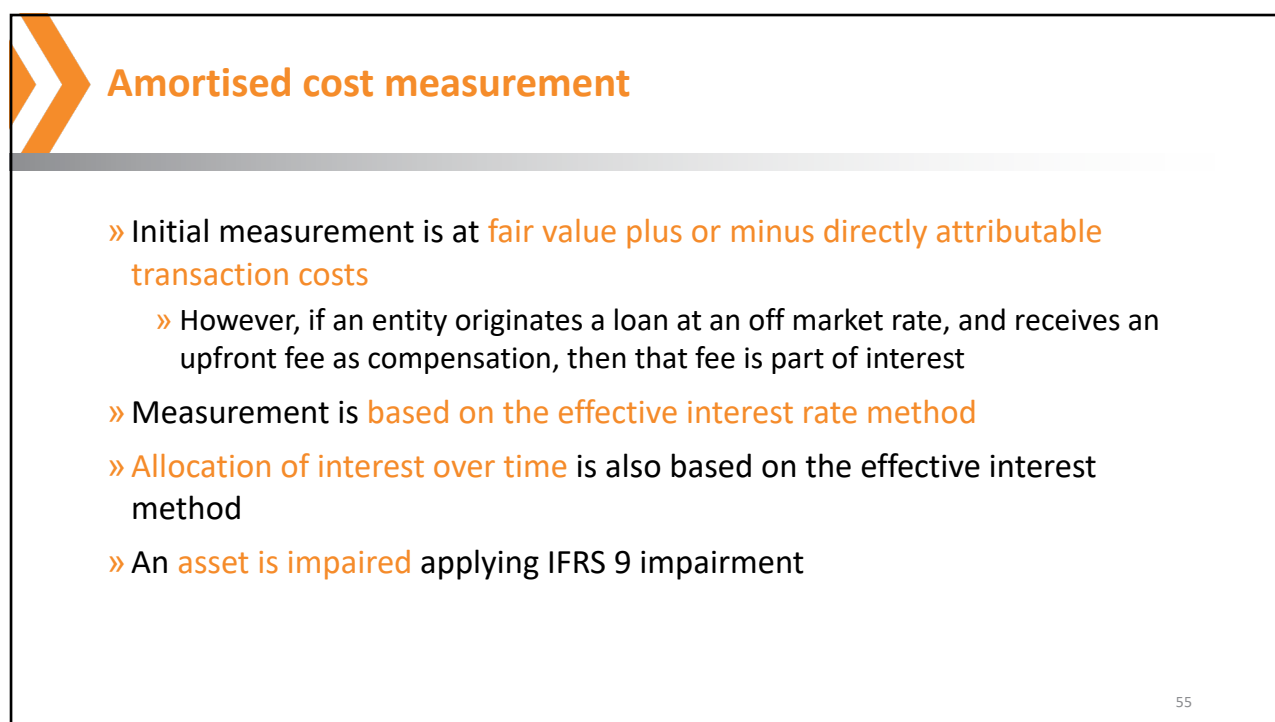 Amortised cost measurement
» Initial measurement is at fair value plus or minus directly attributable
transaction costs
» However, if an entity originates a loan at an off market rate, and receives an
upfront fee as compensation, then that fee is part of interest
» Measurement is based on the effective interest rate method
» Allocation of interest over time is also based on the effective interest
method
» An asset is impaired applying IFRS 9 impairment
55